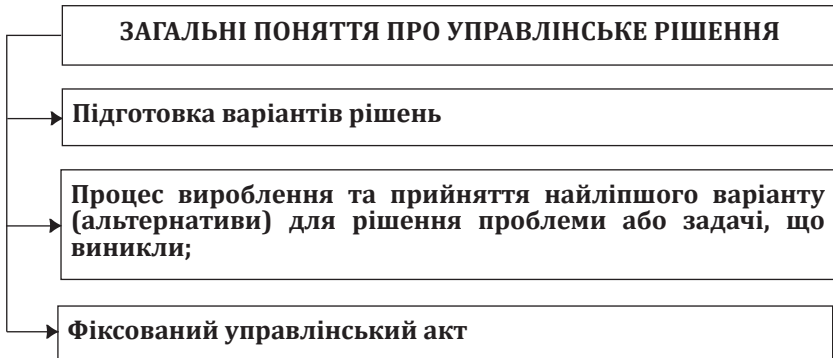 ЗАГАЛЬНІ ПОНЯТТЯ ПРО УПРАВЛІНСЬКЕ РІШЕННЯ
Підготовка варіантів рішень
Процес вироблення та прийняття найліпшого варіанту
(альтернативи) для рішення проблеми або задачі, що
виникли;
Фіксований управлінський акт